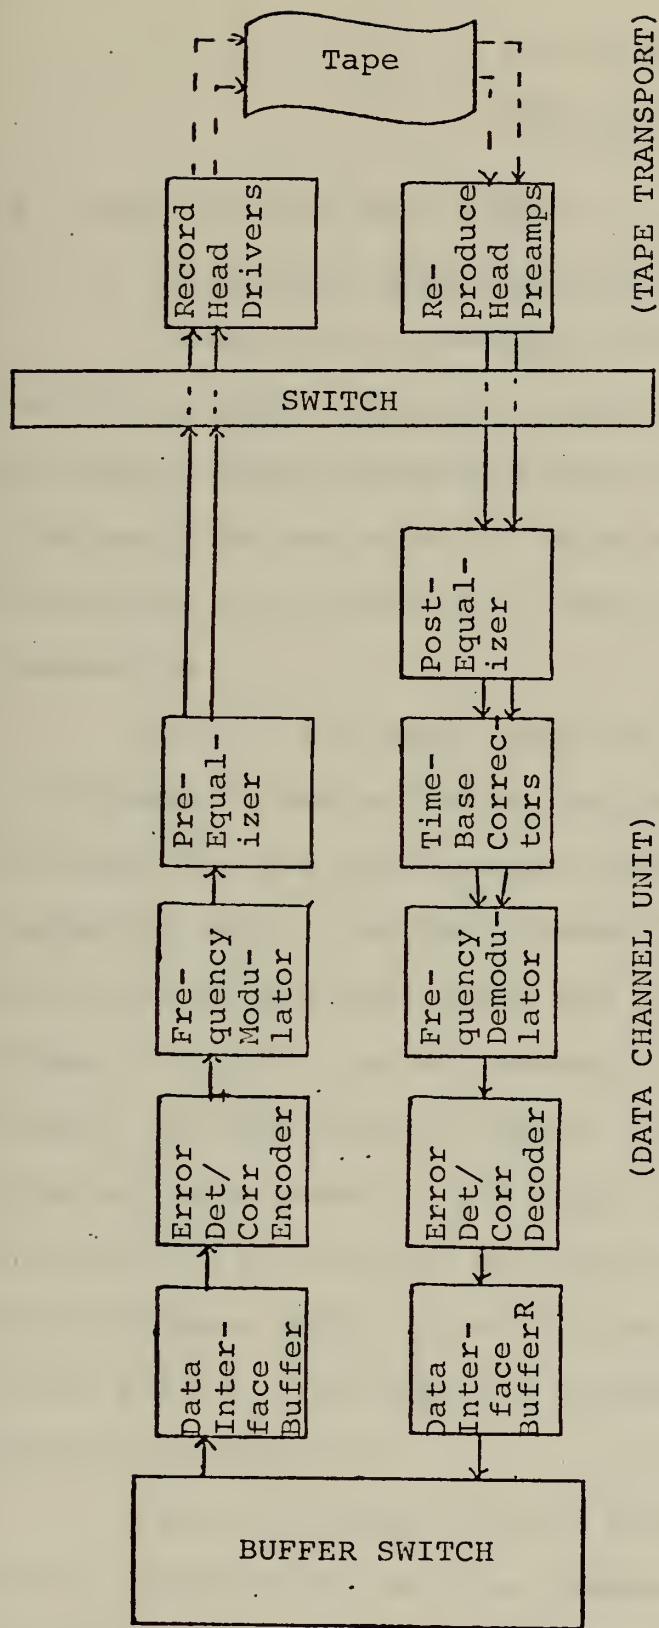 BUFFER SWITCH
Data
Inter-
face
Buffer
Error
Det/
Corr
Encoder
Fre-
quency
Modu-
lator
Pre-
Equal-
izer
SWITCH
Record
Head
Drivers
Tape
Data
Inter-
face
BufferR
Error
Det/
Corr
Decoder
Fre-
quency
Demodu-
lator
Time-
Base
Correc-
tors
Post-
Equal-
izer
Re-
produce
Head
Preamps
(DATA CHANNEL UNIT)
(TAPE TRANSPORT)